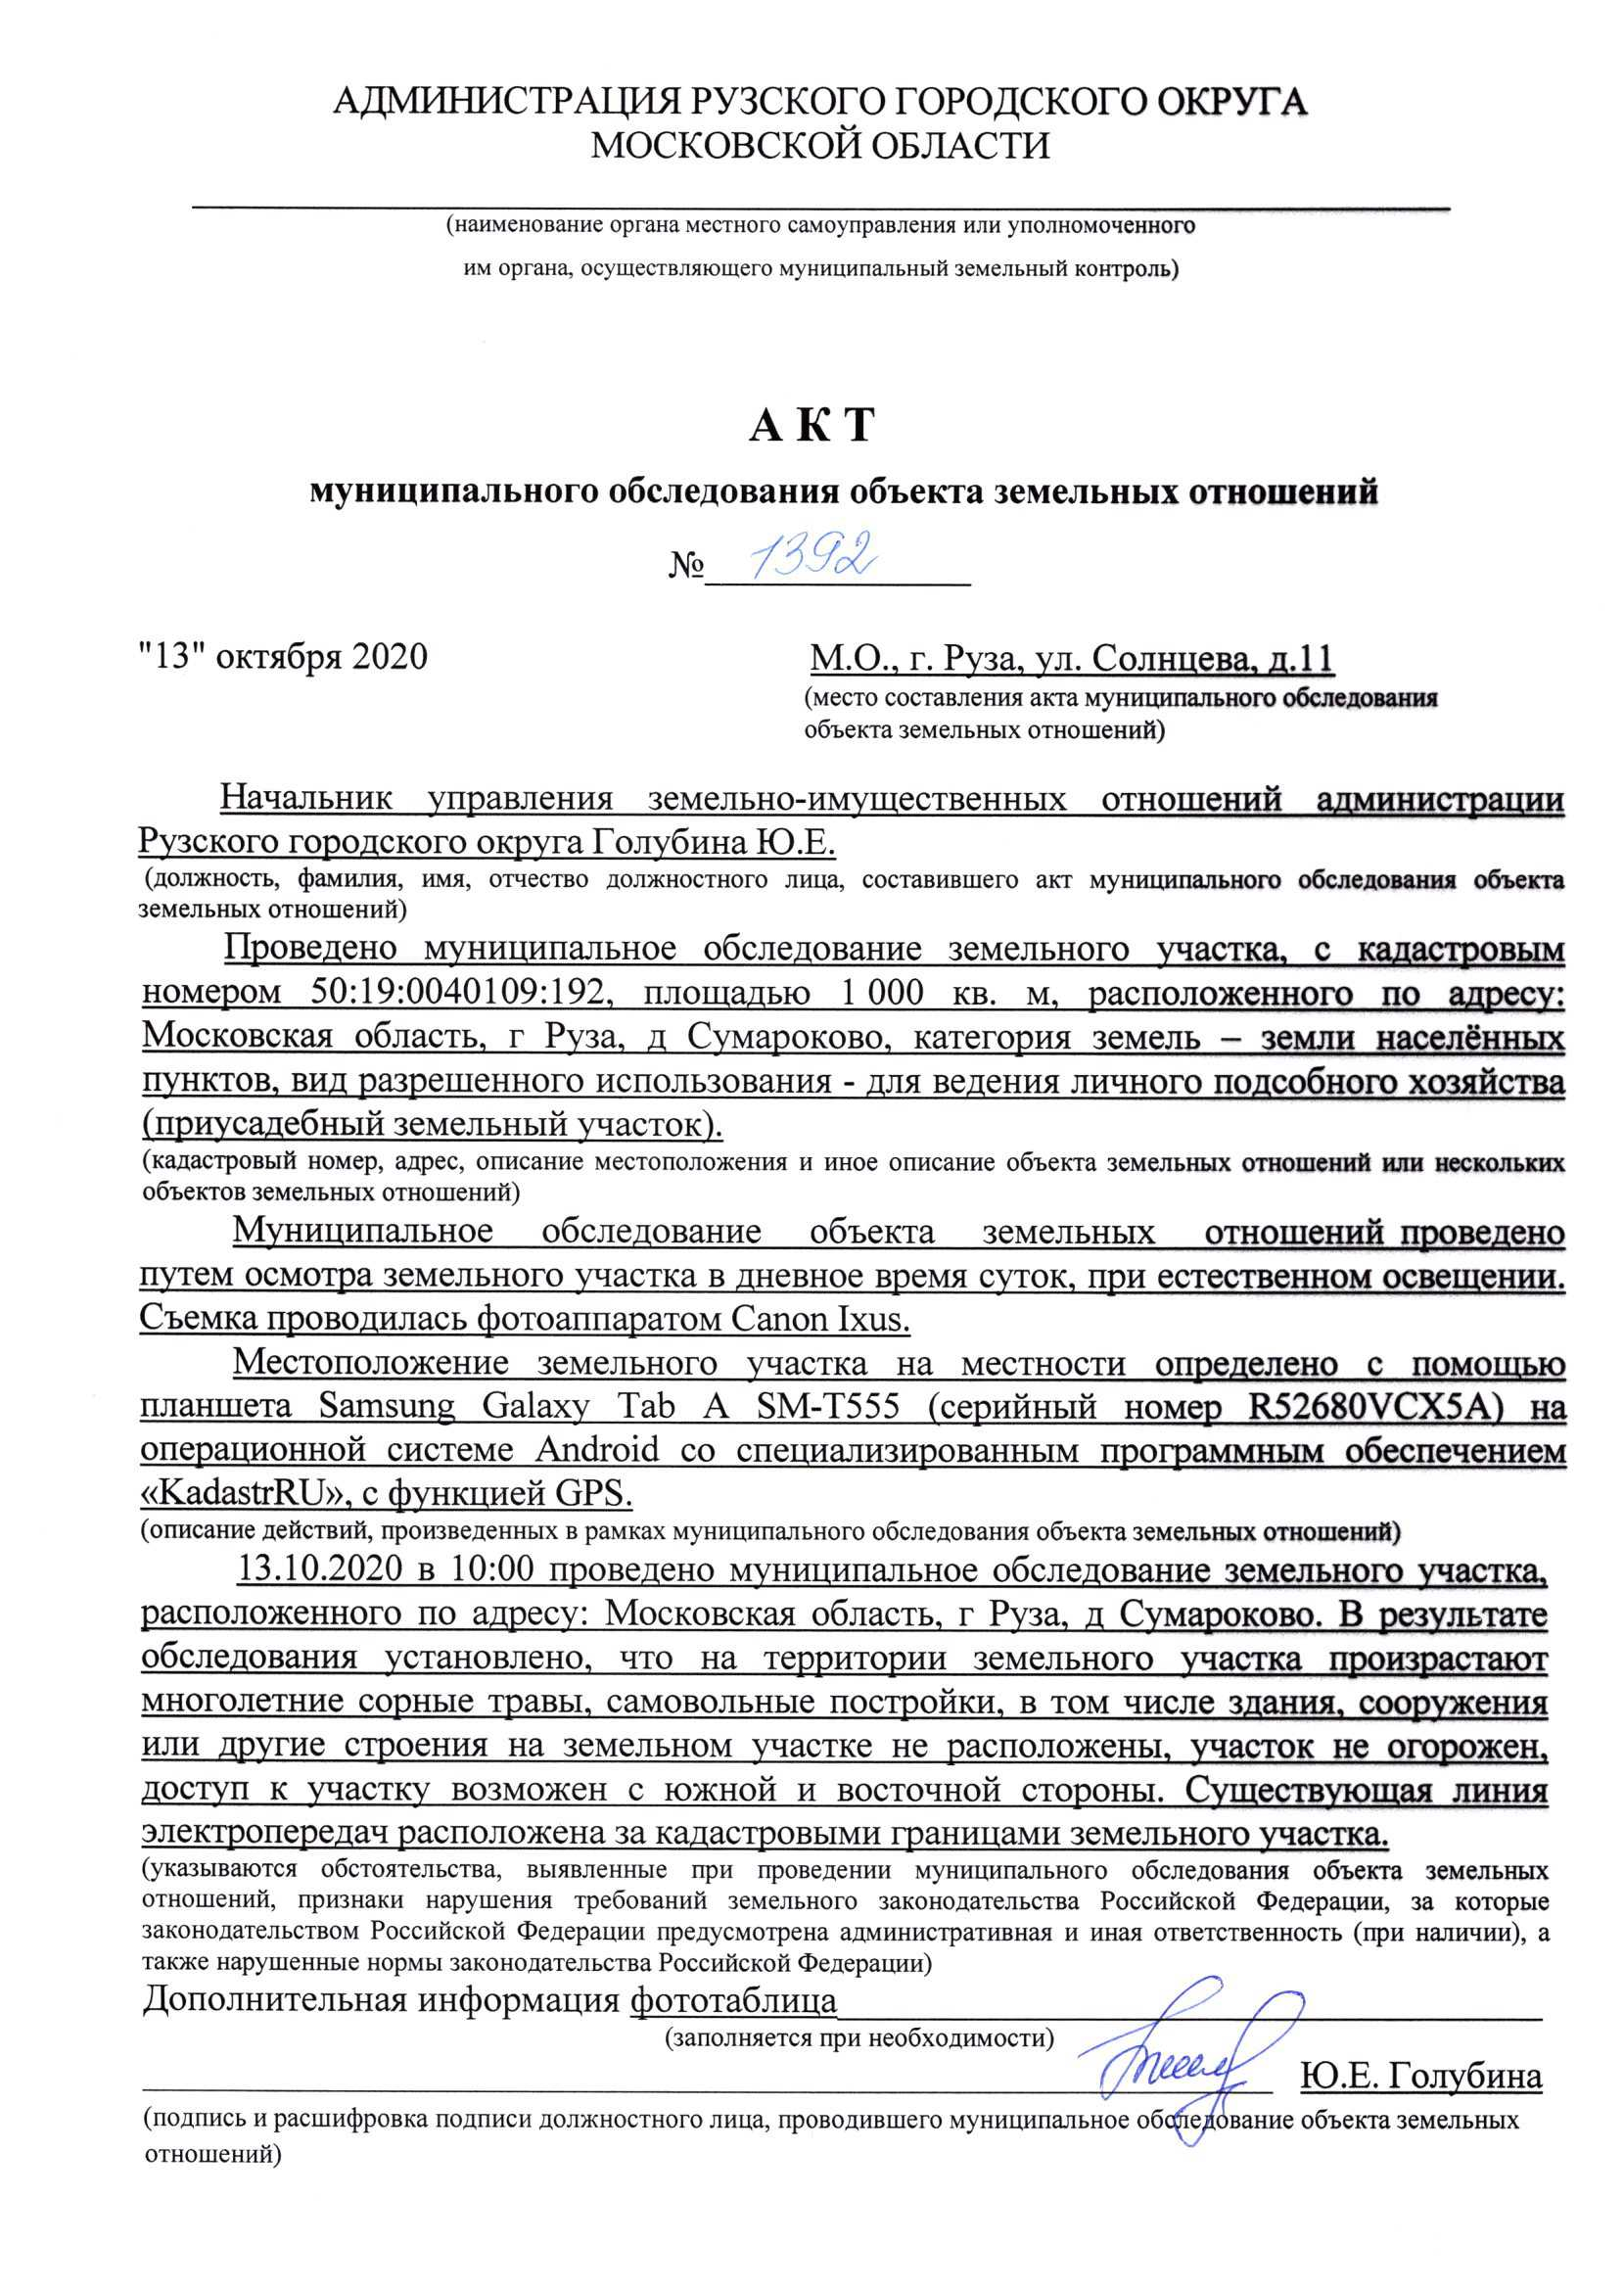 АДМИНИСТРАЦИЯ РУЗСКОГО ГОРОДСКОГО ОКРУГА
МОСКОВСКОЙ ОБЛАСТИ
(наименование органа местного самоуправления или уполномоченного
им органа, осуществляющего муниципальный земельный контроль)
А К Т
муниципального обследования объекта земельных отношений
№ 1392
"13" октября 2020
М.О., г. Руза, ул. Солнцева, д.11
(место составления акта муниципального обследования
объекта земельных отношений)
Начальник управления земельно-имущественных отношений администрации
Рузского городского округа Голубина Ю.Е.
(должность, фамилия, имя, отчество должностного лица, составившего акт муниципального обследования объекта
земельных отношений)
Проведено муниципальное обследование земельного участка, с кадастровым
номером 50:19:0040109:192, площадью 1 000 кв. м, расположенного по адресу:
Московская область, г Руза, д Сумароково, категория земель – земли населённых
пунктов, вид разрешенного использования - для ведения личного подсобного хозяйства
(приусадебный земельный участок).
(кадастровый номер, адрес, описание местоположения и иное описание объекта земельных отношений или нескольких
объектов земельных отношений)
Муниципальное обследование объекта земельных отношений проведено
путем осмотра земельного участка в дневное время суток, при естественном освещении.
Съемка проводилась фотоаппаратом Canon Ixus.
Местоположение земельного участка на местности определено с помощью
планшета Samsung Galaxy Tab A SM-T555 (серийный номер R52680VCX5A) на
операционной системе Android со специализированным программным обеспечением
«KadastrRU», с функцией GPS.
(описание действий, произведенных в рамках муниципального обследования объекта земельных отношений)
13.10.2020 в 10:00 проведено муниципальное обследование земельного участка,
расположенного по адресу: Московская область, г Руза, д Сумароково. В результате
обследования установлено, что на территории земельного участка произрастают
многолетние сорные травы, самовольные постройки, в том числе здания, сооружения
или другие строения на земельном участке не расположены, участок не огорожен,
доступ к участку возможен с южной и восточной стороны. Существующая линия
электропередач расположена за кадастровыми границами земельного участка.
(указываются обстоятельства, выявленные при проведении муниципального обследования объекта земельных
отношений, признаки нарушения требований земельного законодательства Российской Федерации, за которые
законодательством Российской Федерации предусмотрена административная и иная ответственность (при наличии), а
также нарушенные нормы законодательства Российской Федерации)
Дополнительная информация фототаблица
(заполняется при необходимости)
Ю.Е. Голубина
(подпись и расшифровка подписи должностного лица, проводившего муниципальное обследование объекта земельных
отношений)